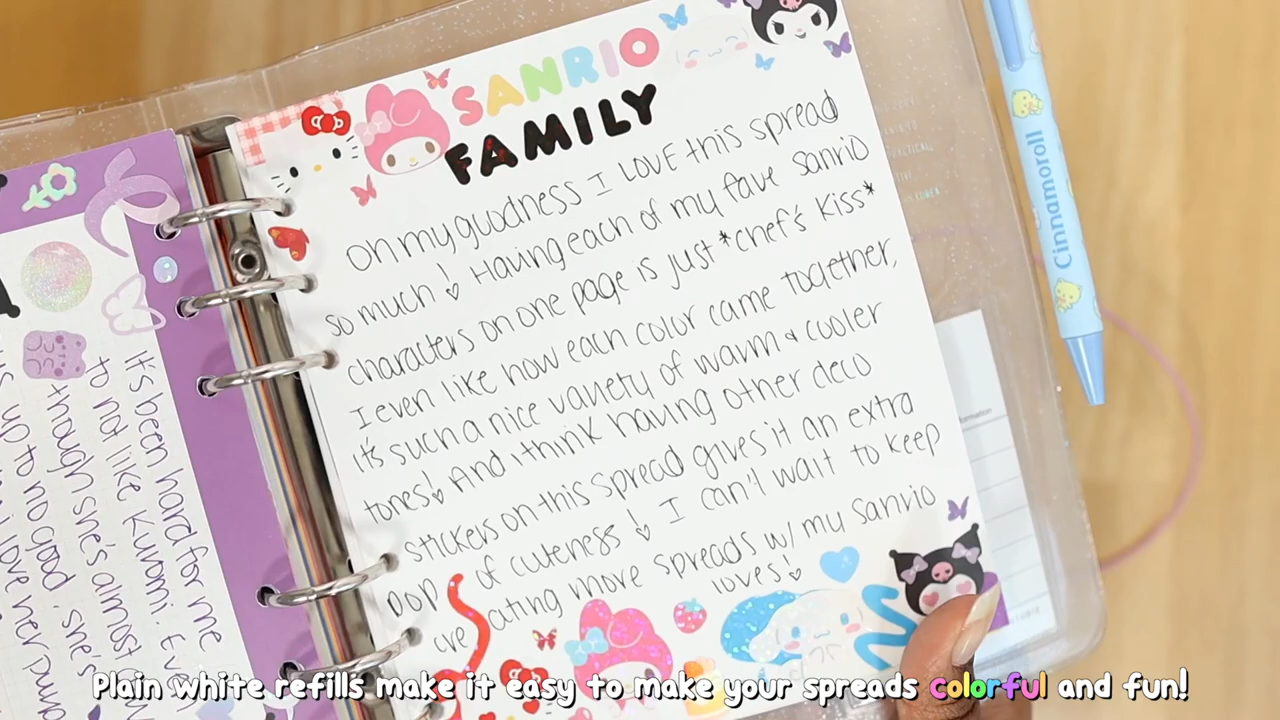 SANRIO
FAMILY
oh my goodness I LOVE this spread
so much! Having each of my fave sanrio
characters on one page is just *chef's kiss*
I even like how each color came together,
it's such a nice variety of warm & cooler
tones! And i think having other deco
stickers on this spread gives it an extra
pop of cuteness! I can't wait to keep
creating more spreads w/ my Sanrio
loves!
It's been hard for me
to not like Kuromi. Even
though she's almost
up to no good, she's
i love her
Cinnamoroll
Plain white refills make it easy to make your spreads colorful and fun!